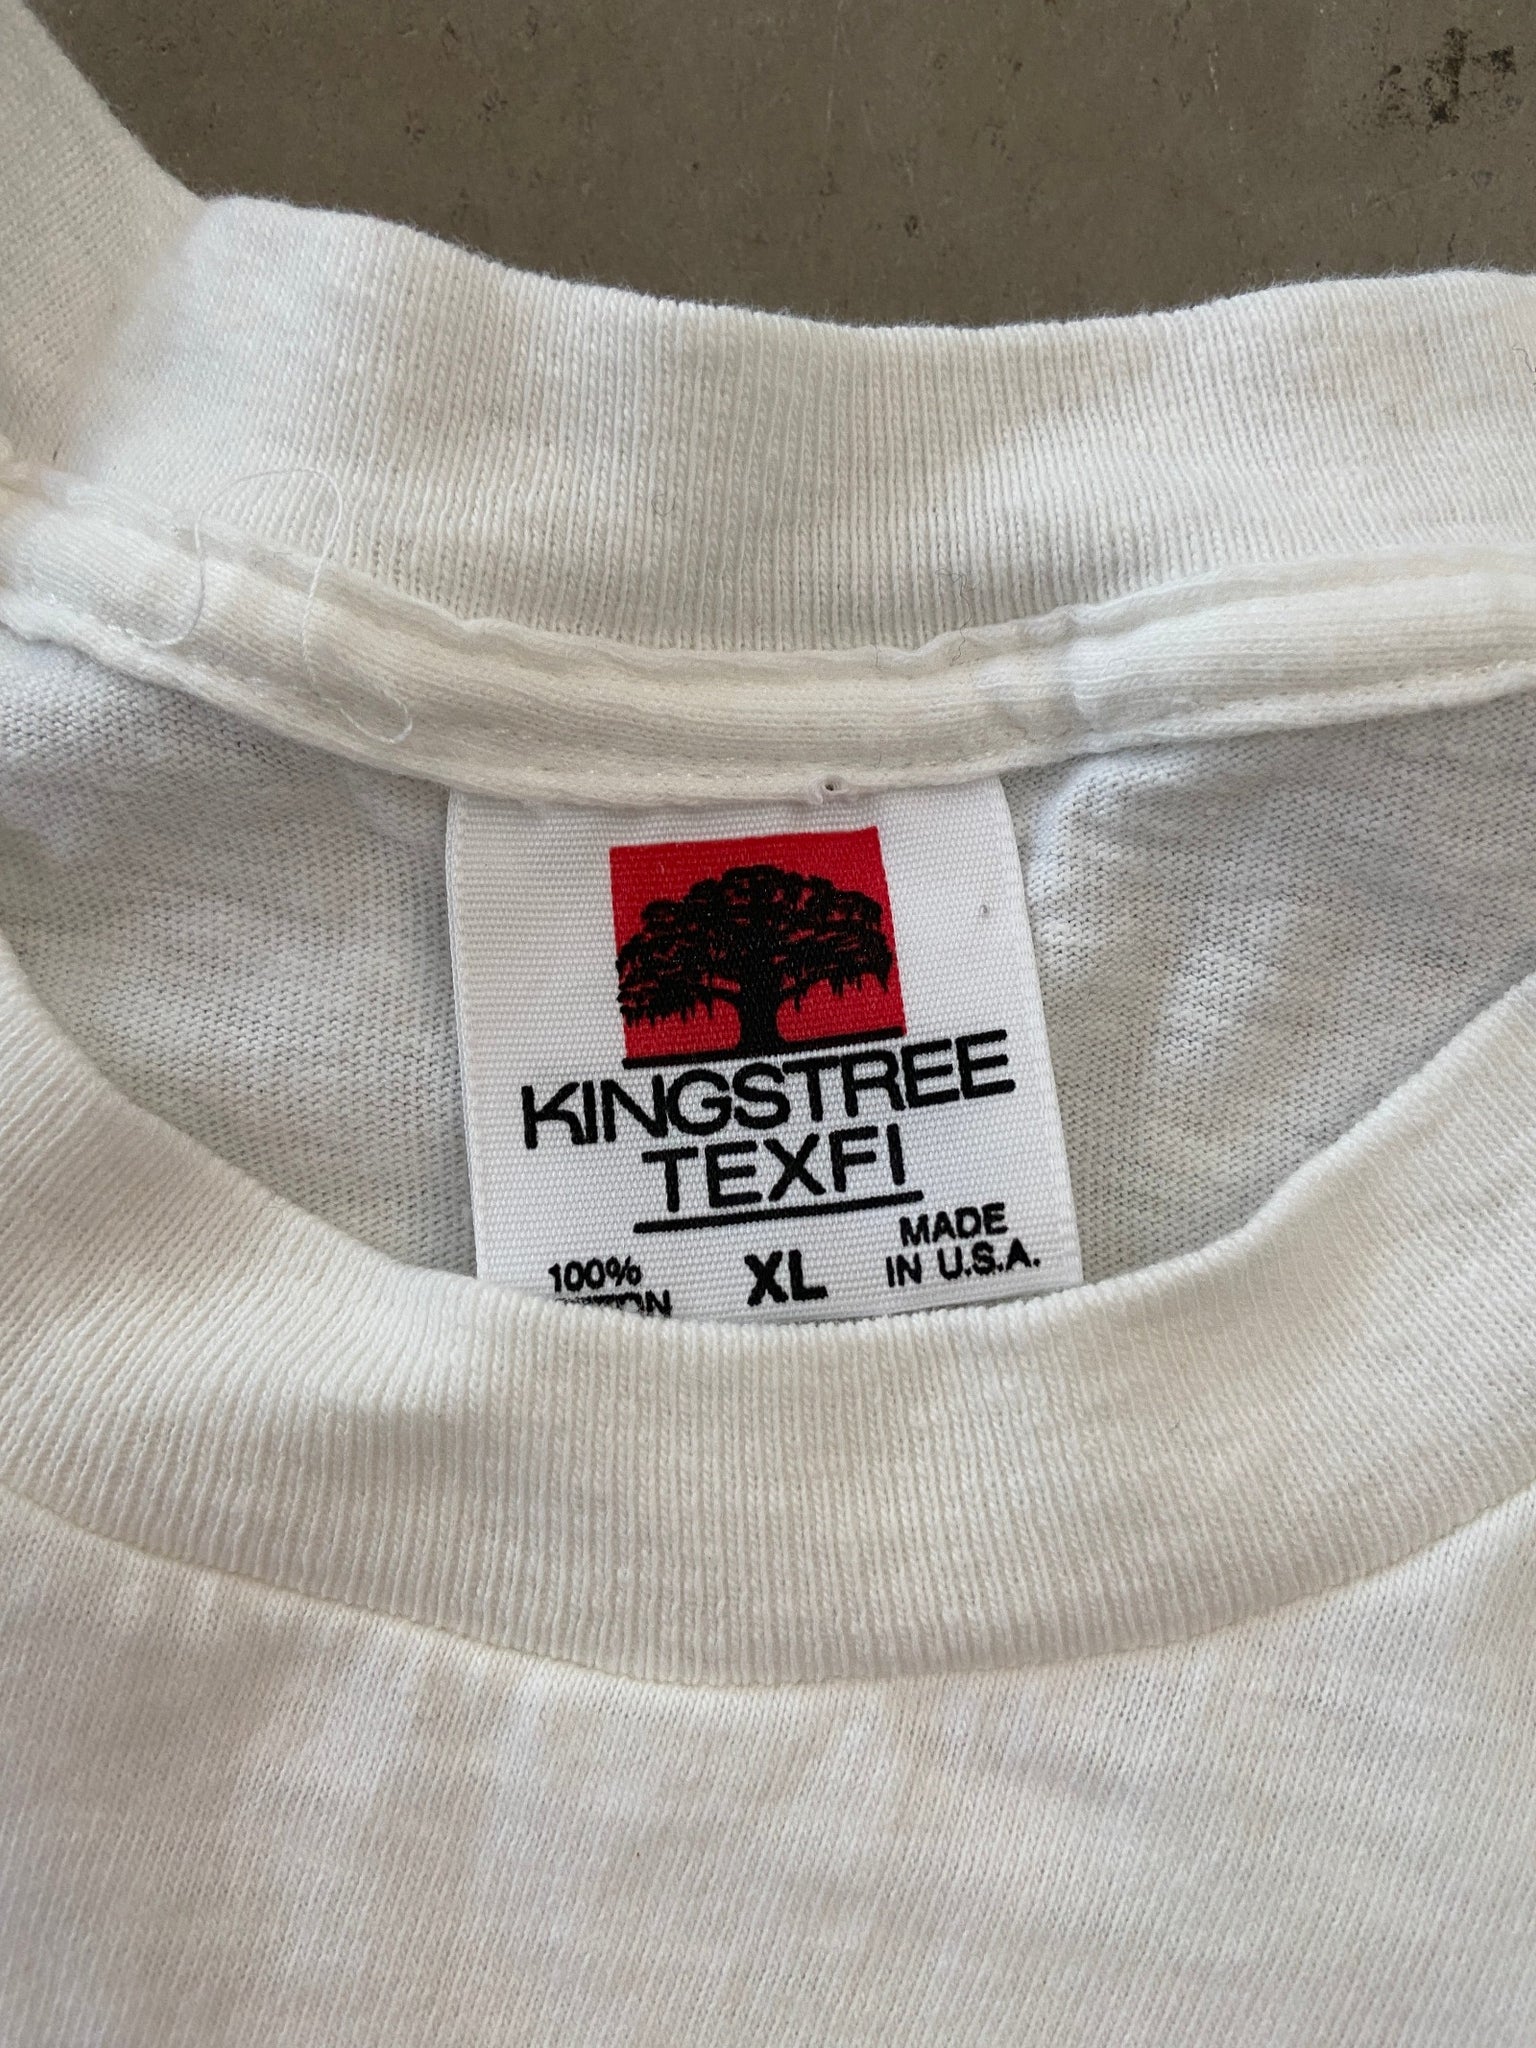 KINGSTREE
TEXFI
100%
XL
MADE
IN U.S.A.